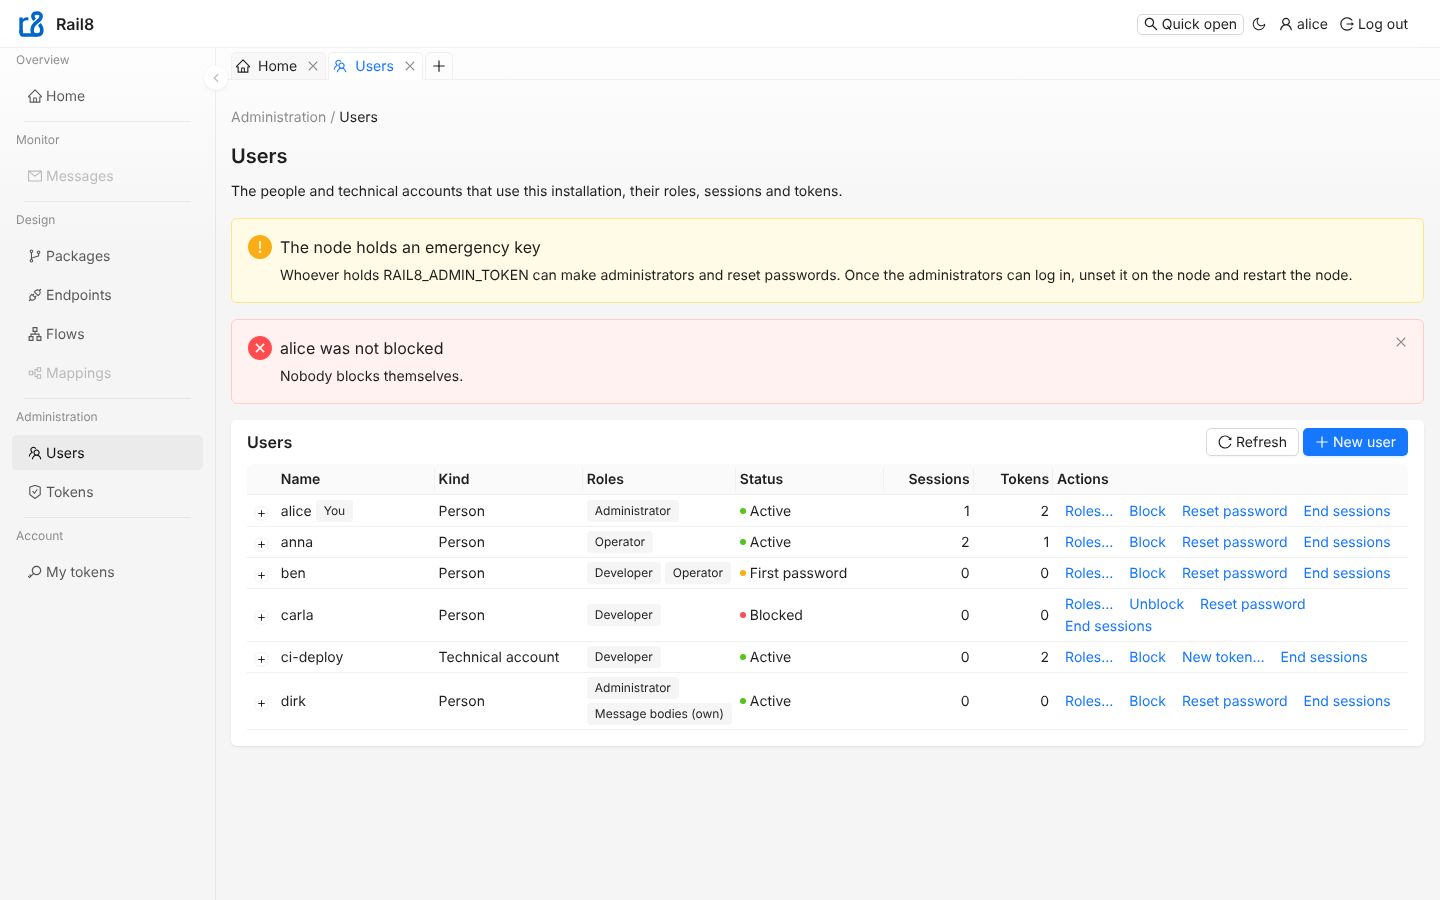 r8 Rail8
Quick open alice Log out
Overview
Home
Monitor
Messages
Design
Packages
Endpoints
Flows
Mappings
Administration
Users
Tokens
Account
My tokens
Home Users
Administration / Users
Users
The people and technical accounts that use this installation, their roles, sessions and tokens.
The node holds an emergency key
Whoever holds RAIL8_ADMIN_TOKEN can make administrators and reset passwords. Once the administrators can log in, unset it on the node and restart the node.
alice was not blocked
Nobody blocks themselves.
Users Refresh + New user
Name Kind Roles Status Sessions Tokens Actions
+ alice You Person Administrator Active 1 2 Roles... Block Reset password End sessions
+ anna Person Operator Active 2 1 Roles... Block Reset password End sessions
+ ben Person Developer Operator First password 0 0 Roles... Block Reset password End sessions
+ carla Person Developer Blocked 0 0 Roles... Unblock Reset password
End sessions
+ ci-deploy Technical account Developer Active 0 2 Roles... Block New token... End sessions
+ dirk Person Administrator Active 0 0 Roles... Block Reset password End sessions
Message bodies (own)